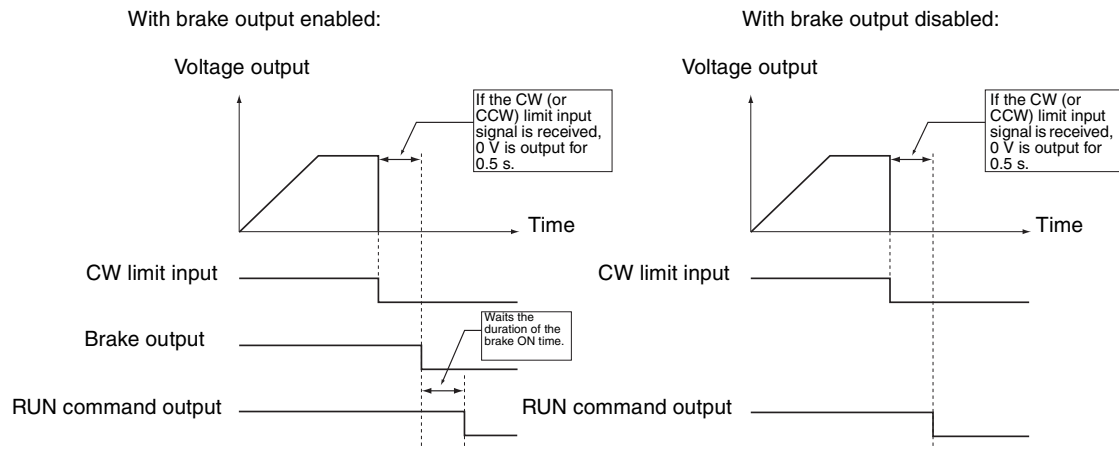 With brake output enabled:
Voltage output
If the CW (or
CCW) limit input
signal is received,
0 V is output for
0.5 s.
Time
CW limit input
Brake output
Waits the
duration of the
brake ON time.
RUN command output
With brake output disabled:
Voltage output
If the CW (or
CCW) limit input
signal is received,
0 V is output for
0.5 s.
Time
CW limit input
RUN command output